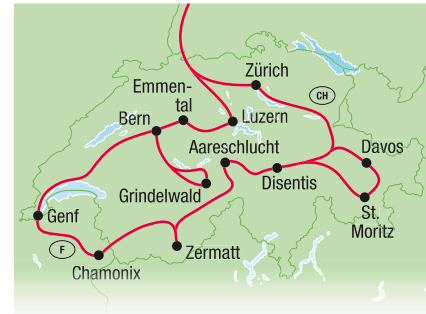 Zürich
CH
Emmen-
tal
Bern
Luzern
Aareschlucht
Davos
Grindelwald
Disentis
Genf
St.
Moritz
F
Zermatt
Chamonix